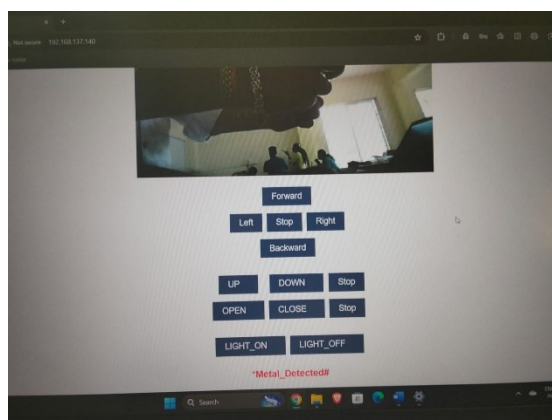 Not secure 192.168.137.140
Forward
Left Stop Right
Backward
UP DOWN Stop
OPEN CLOSE Stop
LIGHT_ON LIGHT_OFF
*Metal_Detected#
Search